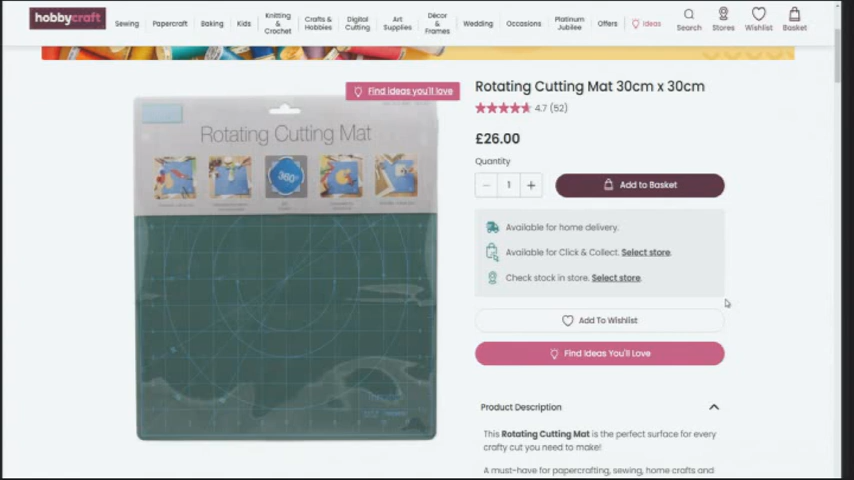 hobbycraft
Sewing
Papercraft
Baking
Kids
Knitting
&
Crochet
Crafts &
Hobbies
Digital
Cutting
Art
Supplies
Décor
&
Frames
Wedding
Occasions
Platinum
Jubilee
Offers
Ideas
Search
Stores
Wishlist
Basket
Find ideas you'll love
Rotating Cutting Mat
360°
Rotating Cutting Mat 30cm x 30cm
4.7 (52)
£26.00
Quantity
1
Add to Basket
Available for home delivery.
Available for Click & Collect. Select store.
Check stock in store. Select store.
Add To Wishlist
Find Ideas You'll Love
Product Description
This Rotating Cutting Mat is the perfect surface for every
crafty cut you need to make!
A must-have for papercrafting, sewing, home crafts and